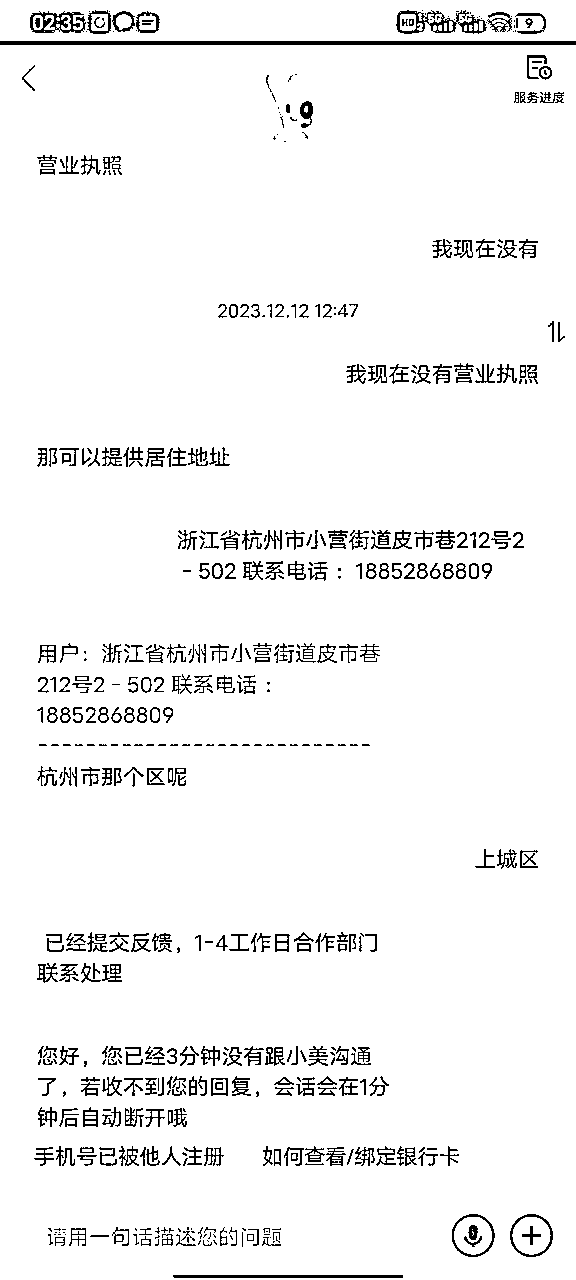 02:35
9
服务进度
营业执照
我现在没有
2023.12.12 12:47
我现在没有营业执照
那可以提供居住地址
浙江省杭州市小营街道皮市巷212号2
- 502 联系电话： 18852868809
用户：浙江省杭州市小营街道皮市巷
212号2 - 502 联系电话：
18852868809
----------------------------
杭州市那个区呢
上城区
已经提交反馈，1-4工作日合作部门
联系处理
您好，您已经3分钟没有跟小美沟通
了，若收不到您的回复，会话会在1分
钟后自动断开哦
手机号已被他人注册 如何查看/绑定银行卡
请用一句话描述您的问题